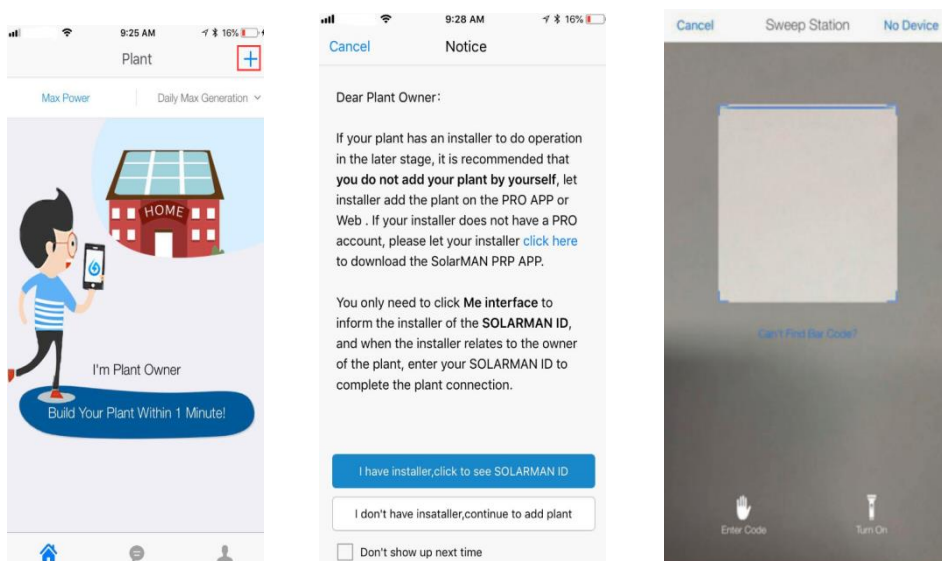 9:25 AM
16%
Plant
Max Power
Daily Max Generation
HOME
I'm Plant Owner
Build Your Plant Within 1 Minute!
9:28 AM
16%
Cancel
Notice
Dear Plant Owner:
If your plant has an installer to do operation
in the later stage, it is recommended that
you do not add your plant by yourself, let
installer add the plant on the PRO APP or
Web . If your installer does not have a PRO
account, please let your installer click here
to download the SolarMAN PRP APP.
You only need to click Me interface to
inform the installer of the SOLARMAN ID,
and when the installer relates to the owner
of the plant, enter your SOLARMAN ID to
complete the plant connection.
I have installer,click to see SOLARMAN ID
I don't have insataller,continue to add plant
Don't show up next time
Cancel
Sweep Station
No Device
Can't Find Bar Code?
Enter Code
Turn On